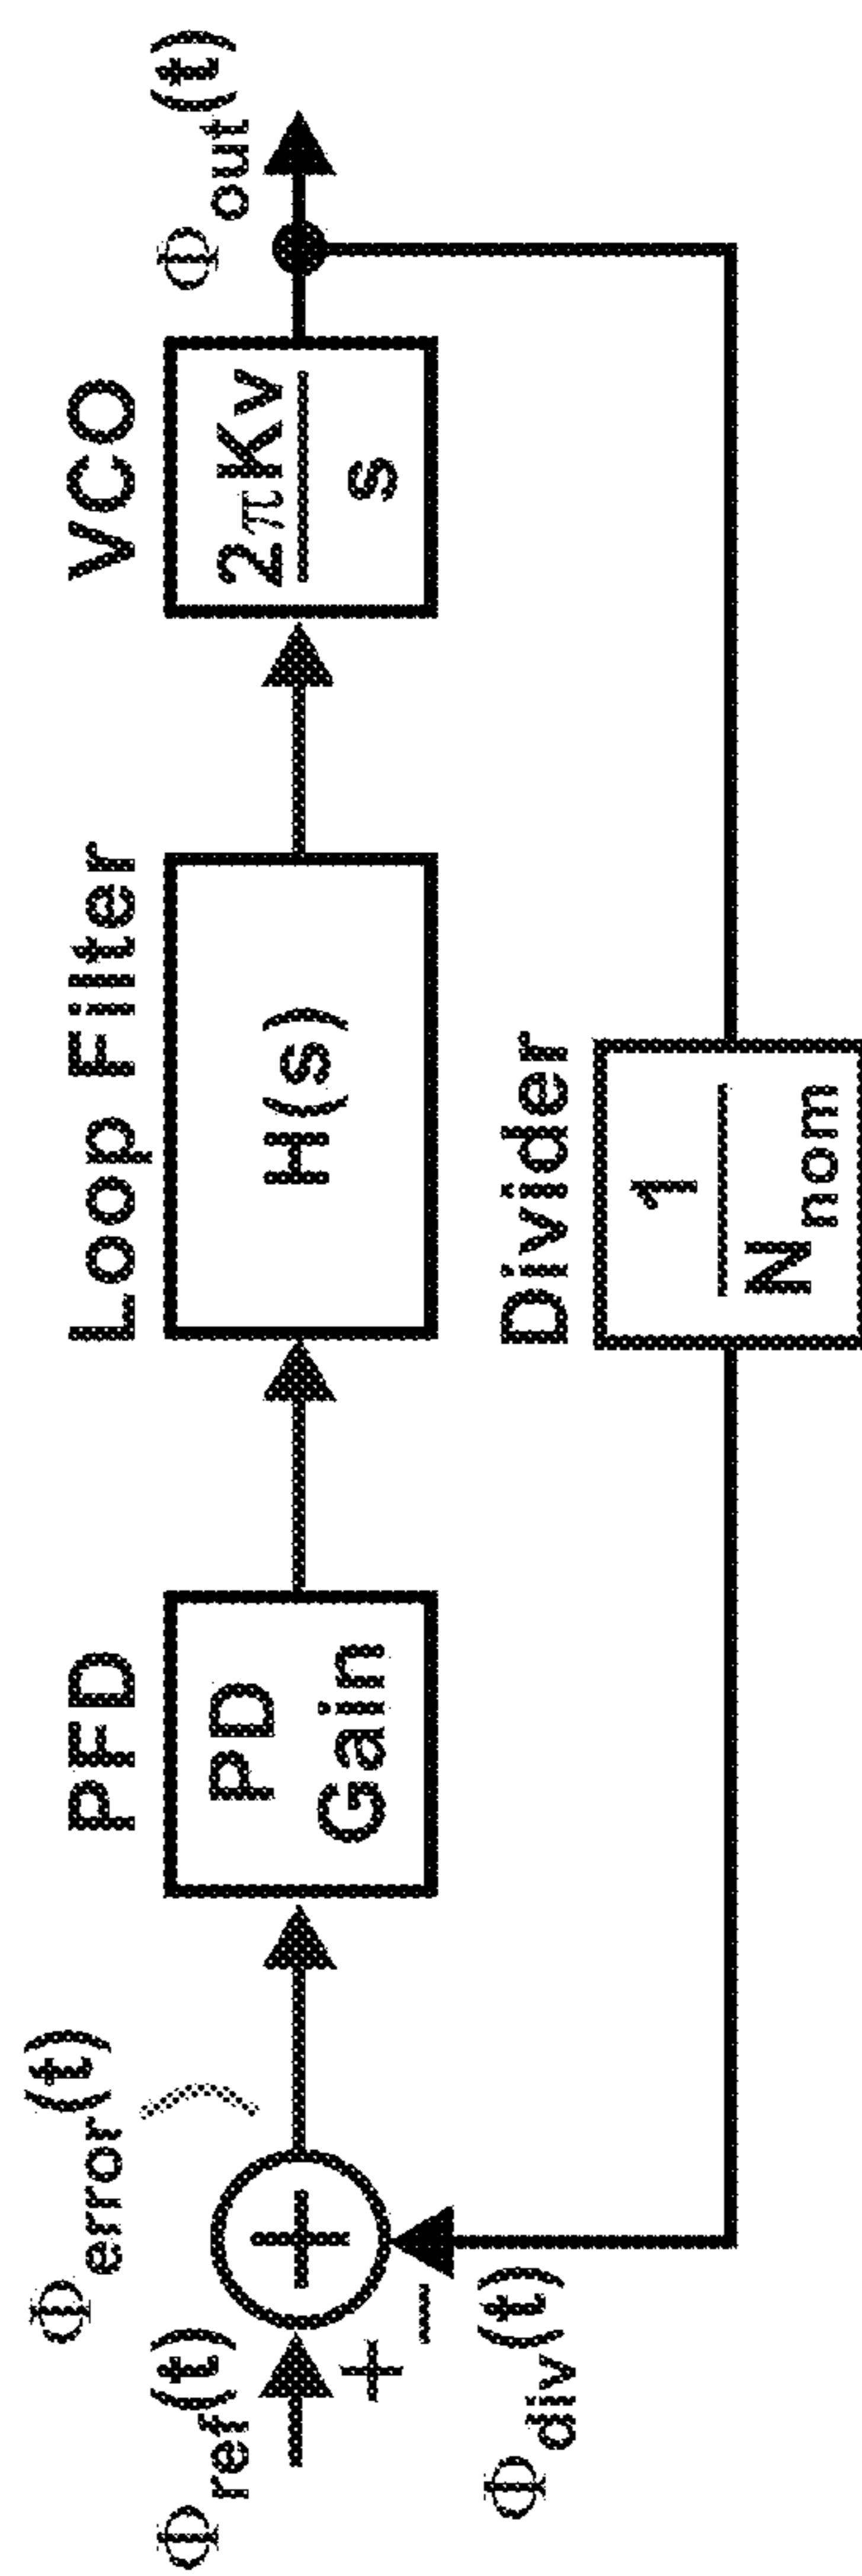 Φerror(t)
PFD
Loop Filter
VCO
Φref(t)
Φout(t)
+
PD
Gain
H(s)
2πKv
s
+
−
Φdiv(t)
Divider
1
Nnom